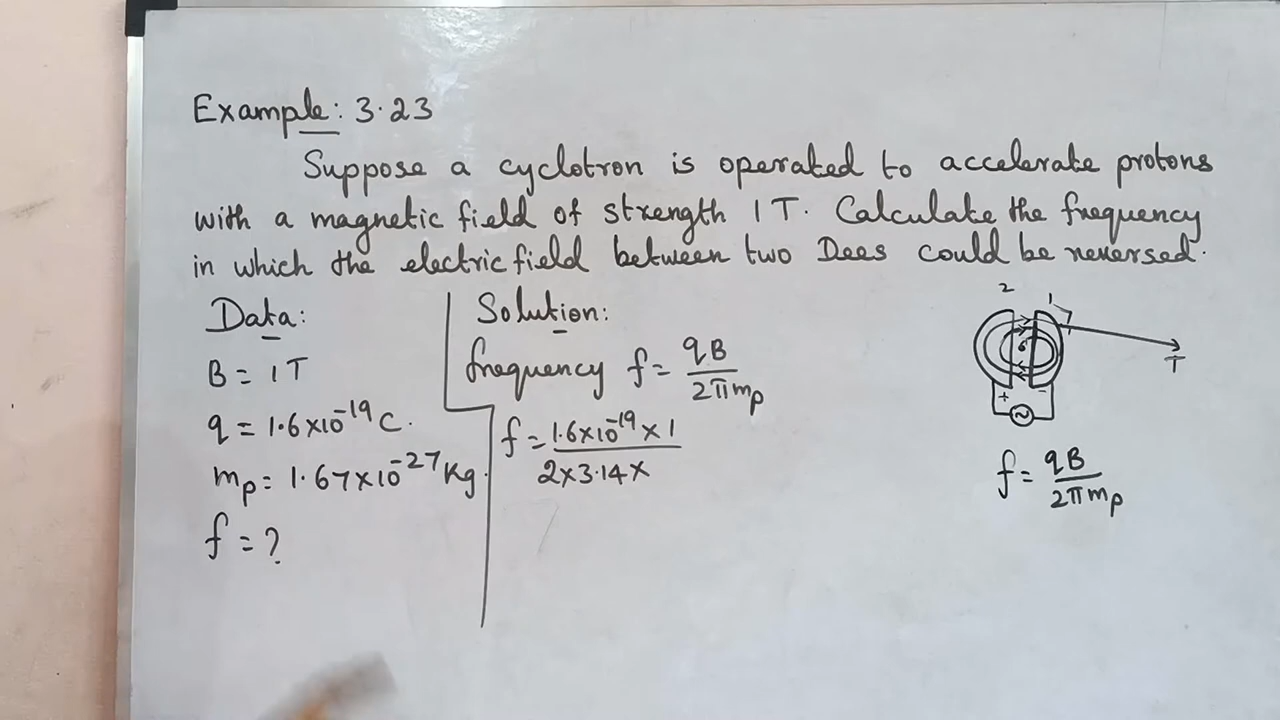 Example: 3.23
Suppose a cyclotron is operated to accelerate protons
with a magnetic field of strength 1T. Calculate the frequency
in which the electric field between two Dees could be reversed.
Data:
B = 1T
q = 1.6×10⁻¹⁹ C.
mₚ = 1.67×10⁻²⁷ Kg.
f = ?
Solution:
frequency f = qB
2πmₚ
f = 1.6×10⁻¹⁹ × 1
2×3.14×
2 1
T
+ −
~
f = qB
2πmₚ